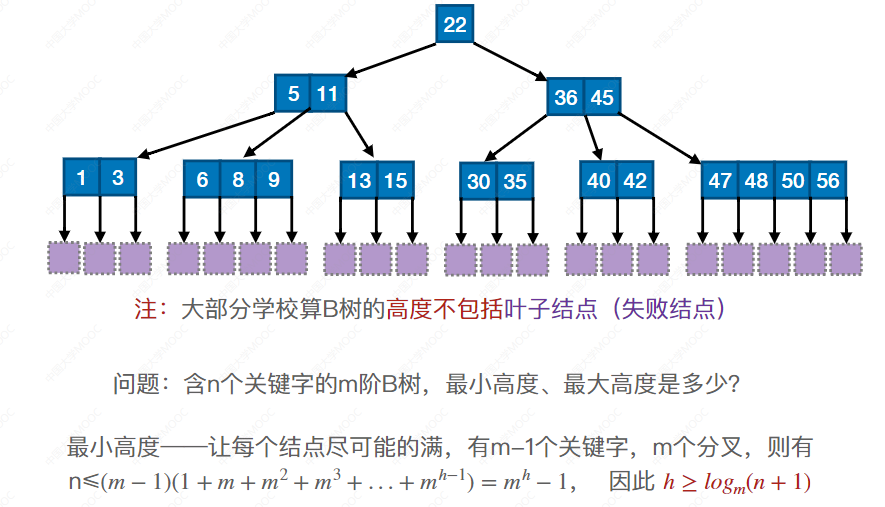 22
5 11 36 45
1 3 6 8 9 13 15 30 35 40 42 47 48 50 56
注：大部分学校算B树的高度不包括叶子结点（失败结点）
问题：含n个关键字的m阶B树，最小高度、最大高度是多少？
最小高度——让每个结点尽可能的满，有m−1个关键字，m个分叉，则有
n≤(m − 1)(1 + m + m² + m³ + . . . + mʰ⁻¹) = mʰ − 1， 因此 h ≥ logₘ(n + 1)